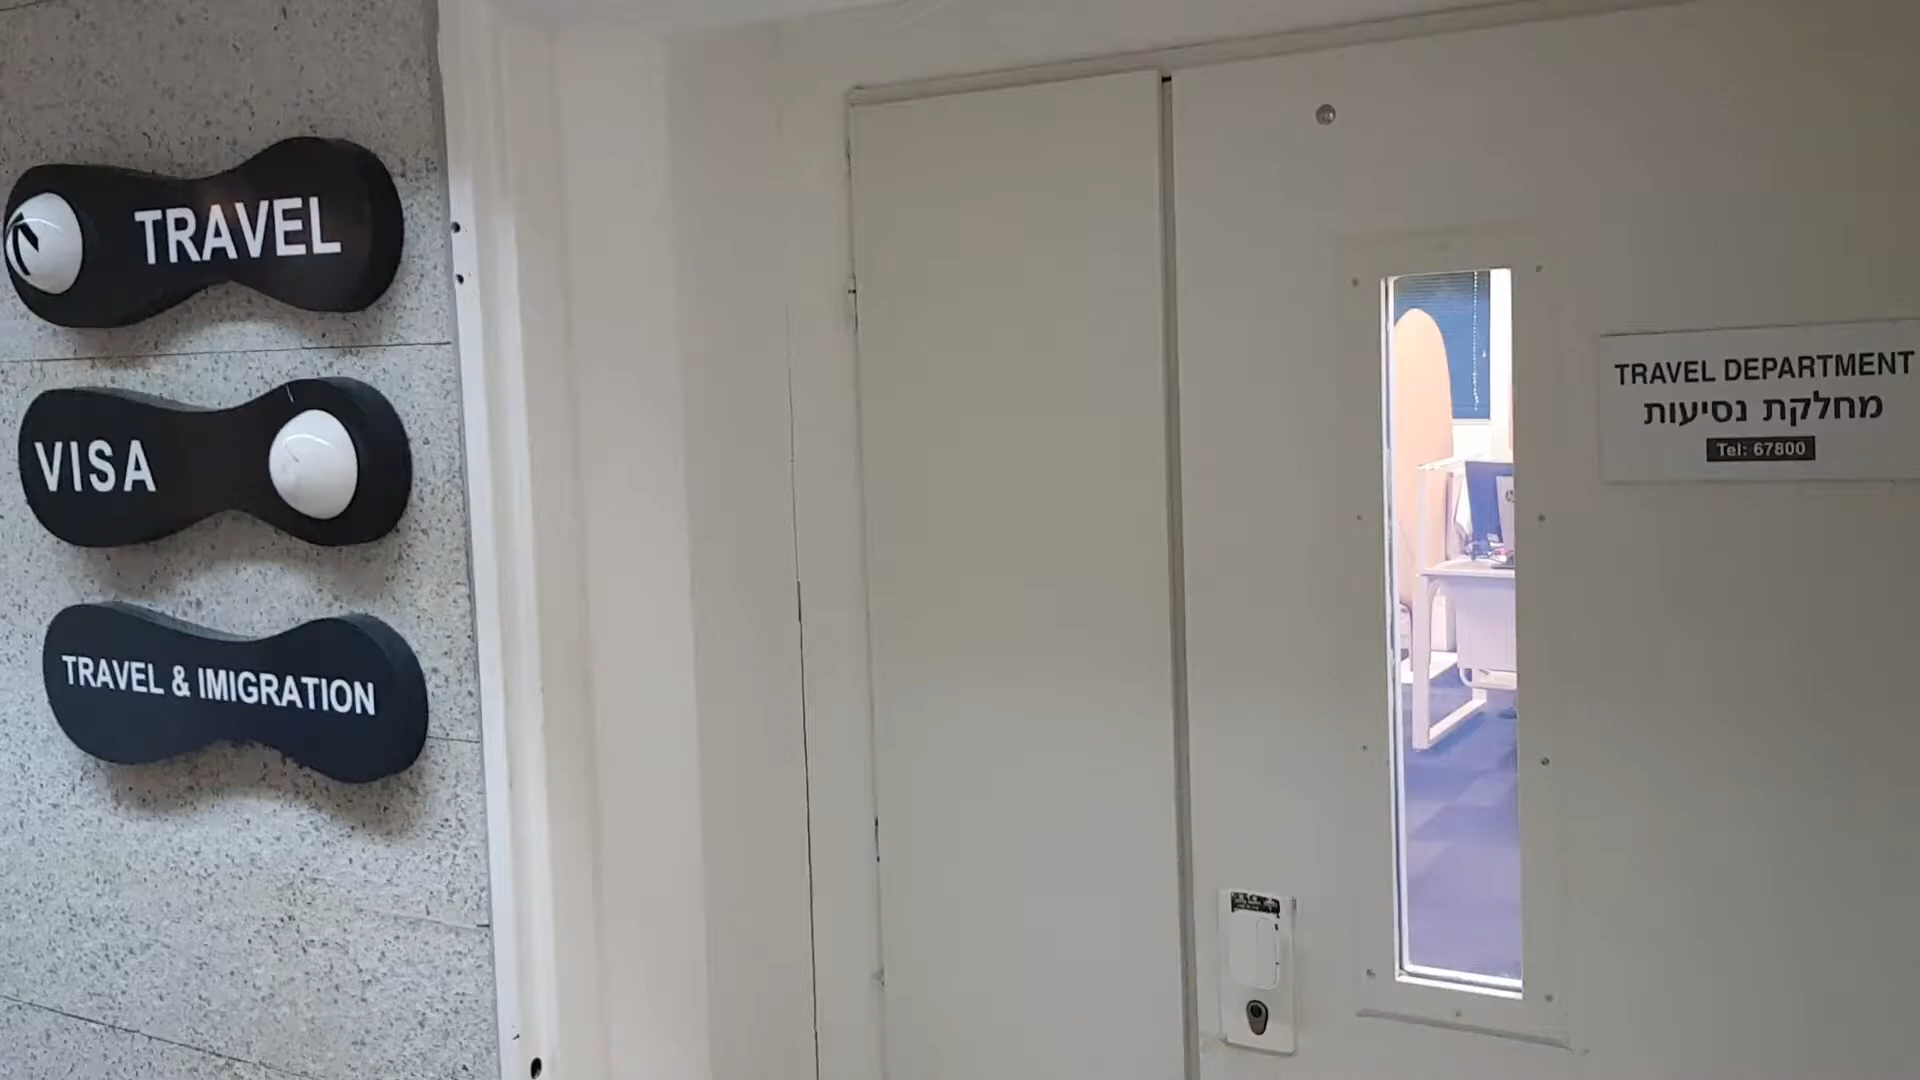 TRAVEL
VISA
TRAVEL & IMIGRATION
TRAVEL DEPARTMENT
מחלקת נסיעות
Tel: 67800